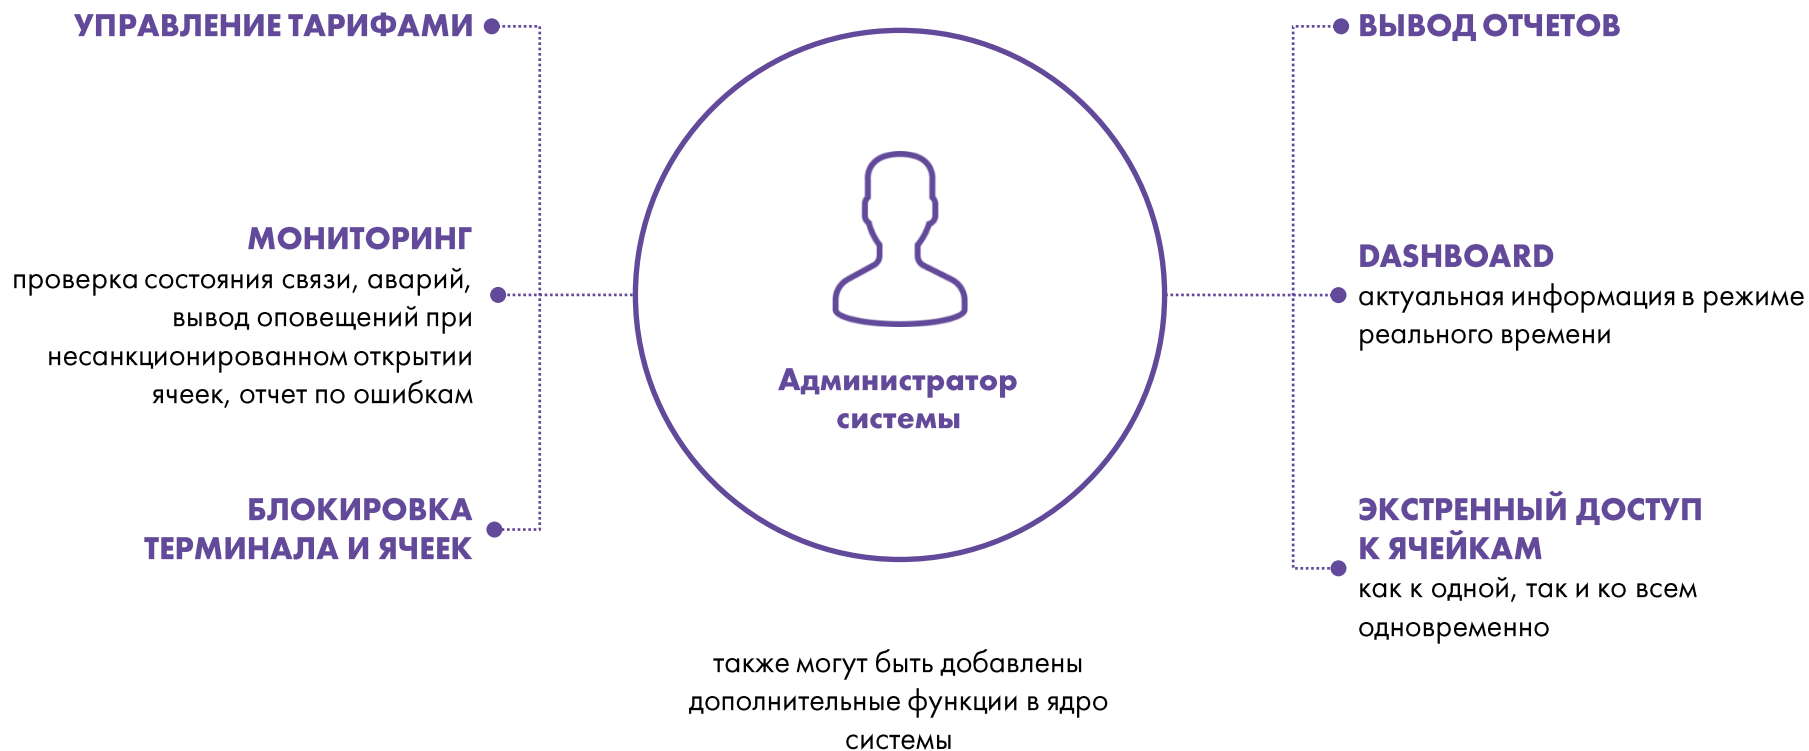 УПРАВЛЕНИЕ ТАРИФАМИ
МОНИТОРИНГ
проверка состояния связи, аварий,
вывод оповещений при
несанкционированном открытии
ячеек, отчет по ошибкам
БЛОКИРОВКА
ТЕРМИНАЛА И ЯЧЕЕК
Администратор
системы
ВЫВОД ОТЧЕТОВ
DASHBOARD
актуальная информация в режиме
реального времени
ЭКСТРЕННЫЙ ДОСТУП
К ЯЧЕЙКАМ
как к одной, так и ко всем
одновременно
также могут быть добавлены
дополнительные функции в ядро
системы